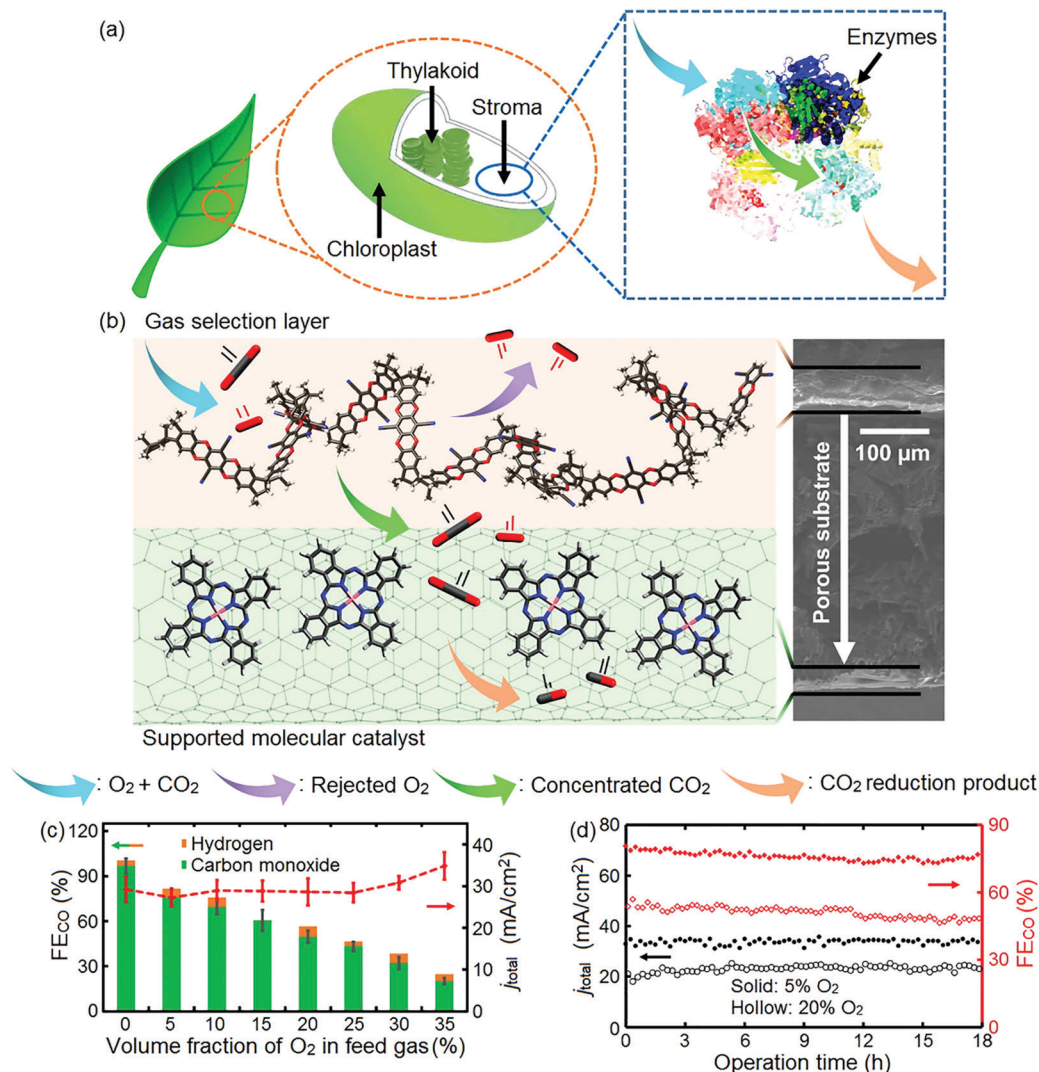 (a)
Enzymes
Thylakoid
Stroma
Chloroplast
(b)
Gas selection layer
100 μm
Porous substrate
Supported molecular catalyst
: O₂ + CO₂
: Rejected O₂
: Concentrated CO₂
: CO₂ reduction product
(c)
Hydrogen
Carbon monoxide
FECO (%)
120
90
60
30
0
jtotal (mA/cm²)
40
30
20
10
0
0 5 10 15 20 25 30 35
Volume fraction of O₂ in feed gas (%)
(d)
jtotal (mA/cm2)
80
60
40
20
0
FECO (%)
90
60
30
0
Solid: 5% O₂
Hollow: 20% O₂
0 3 6 9 12 15 18
Operation time (h)